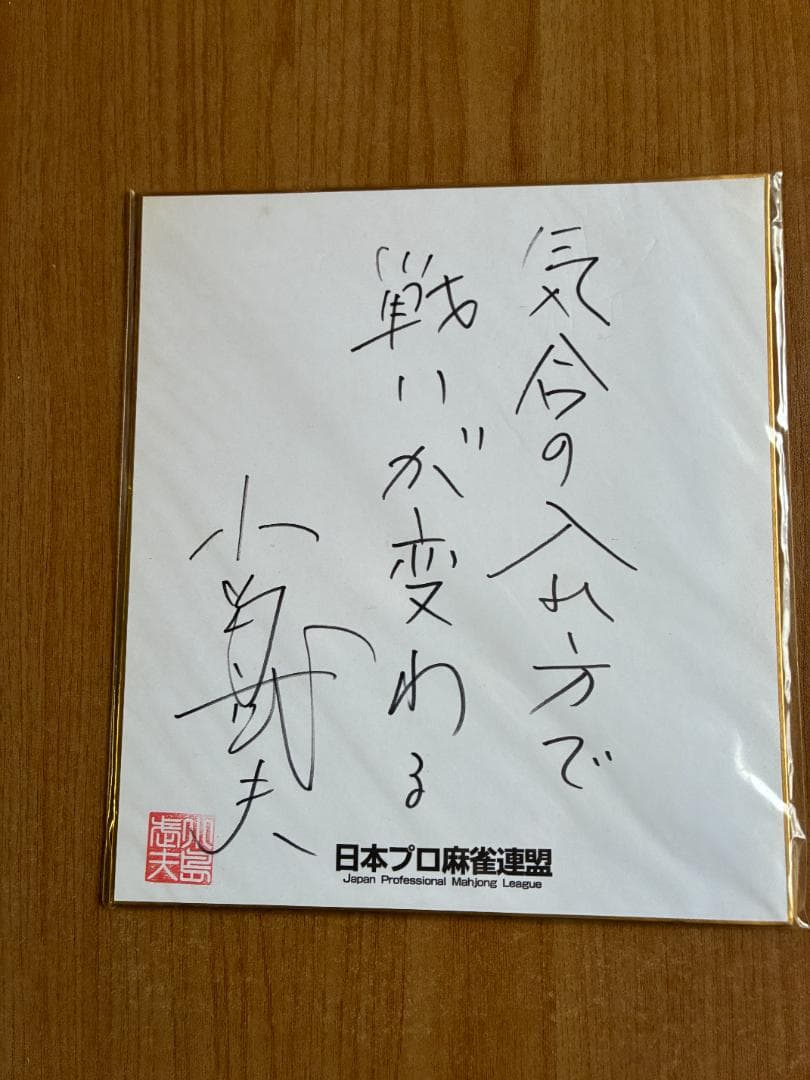 気合の入れ方で
戦いが変わる
小島武夫
小島
武夫
日本プロ麻雀連盟
Japan Professional Mahjong League